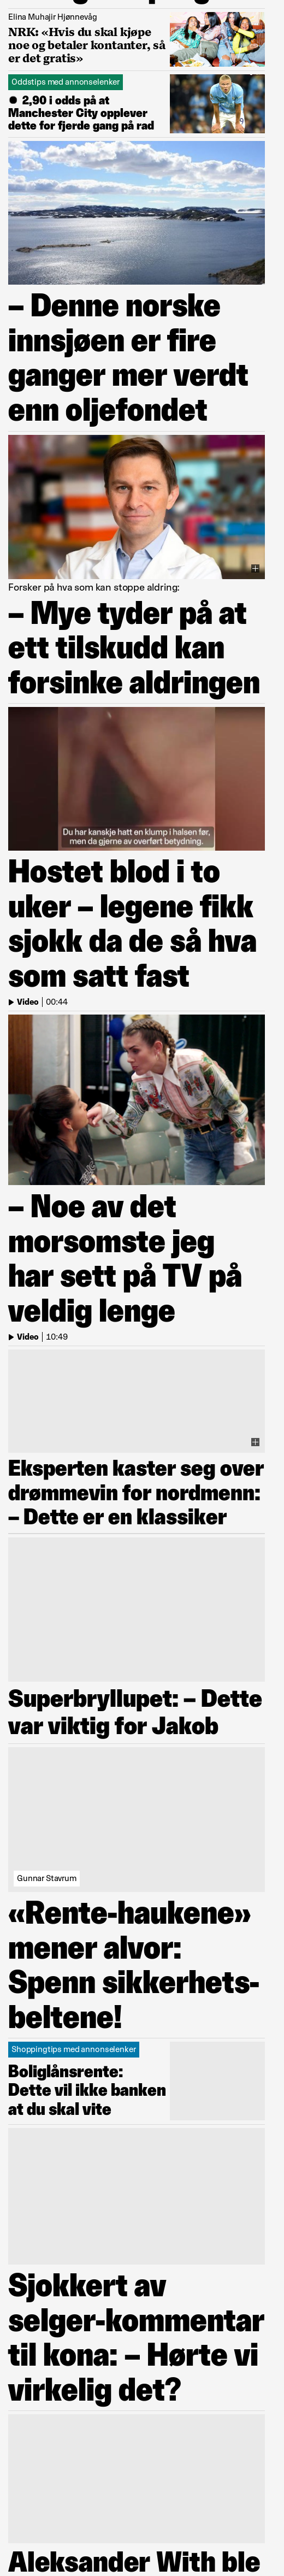 Elina Muhajir Hjønnevåg
NRK: «Hvis du skal kjøpe
noe og betaler kontanter, så
er det gratis»
Oddstips med annonselenker
● 2,90 i odds på at
Manchester City opplever
dette for fjerde gang på rad
– Denne norske
innsjøen er fire
ganger mer verdt
enn oljefondet
Forsker på hva som kan stoppe aldring:
– Mye tyder på at
ett tilskudd kan
forsinke aldringen
Du har kanskje hatt en klump i halsen før,
men da gjerne av overført betydning.
Hostet blod i to
uker – legene fikk
sjokk da de så hva
som satt fast
Video | 00:44
– Noe av det
morsomste jeg
har sett på TV på
veldig lenge
Video | 10:49
Eksperten kaster seg over
drømmevin for nordmenn:
– Dette er en klassiker
Superbryllupet: – Dette
var viktig for Jakob
Gunnar Stavrum
«Rente-haukene»
mener alvor:
Spenn sikkerhets-
beltene!
Shoppingtips med annonselenker
Boliglånsrente:
Dette vil ikke banken
at du skal vite
Sjokkert av
selger-kommentar
til kona: – Hørte vi
virkelig det?
Aleksander With ble